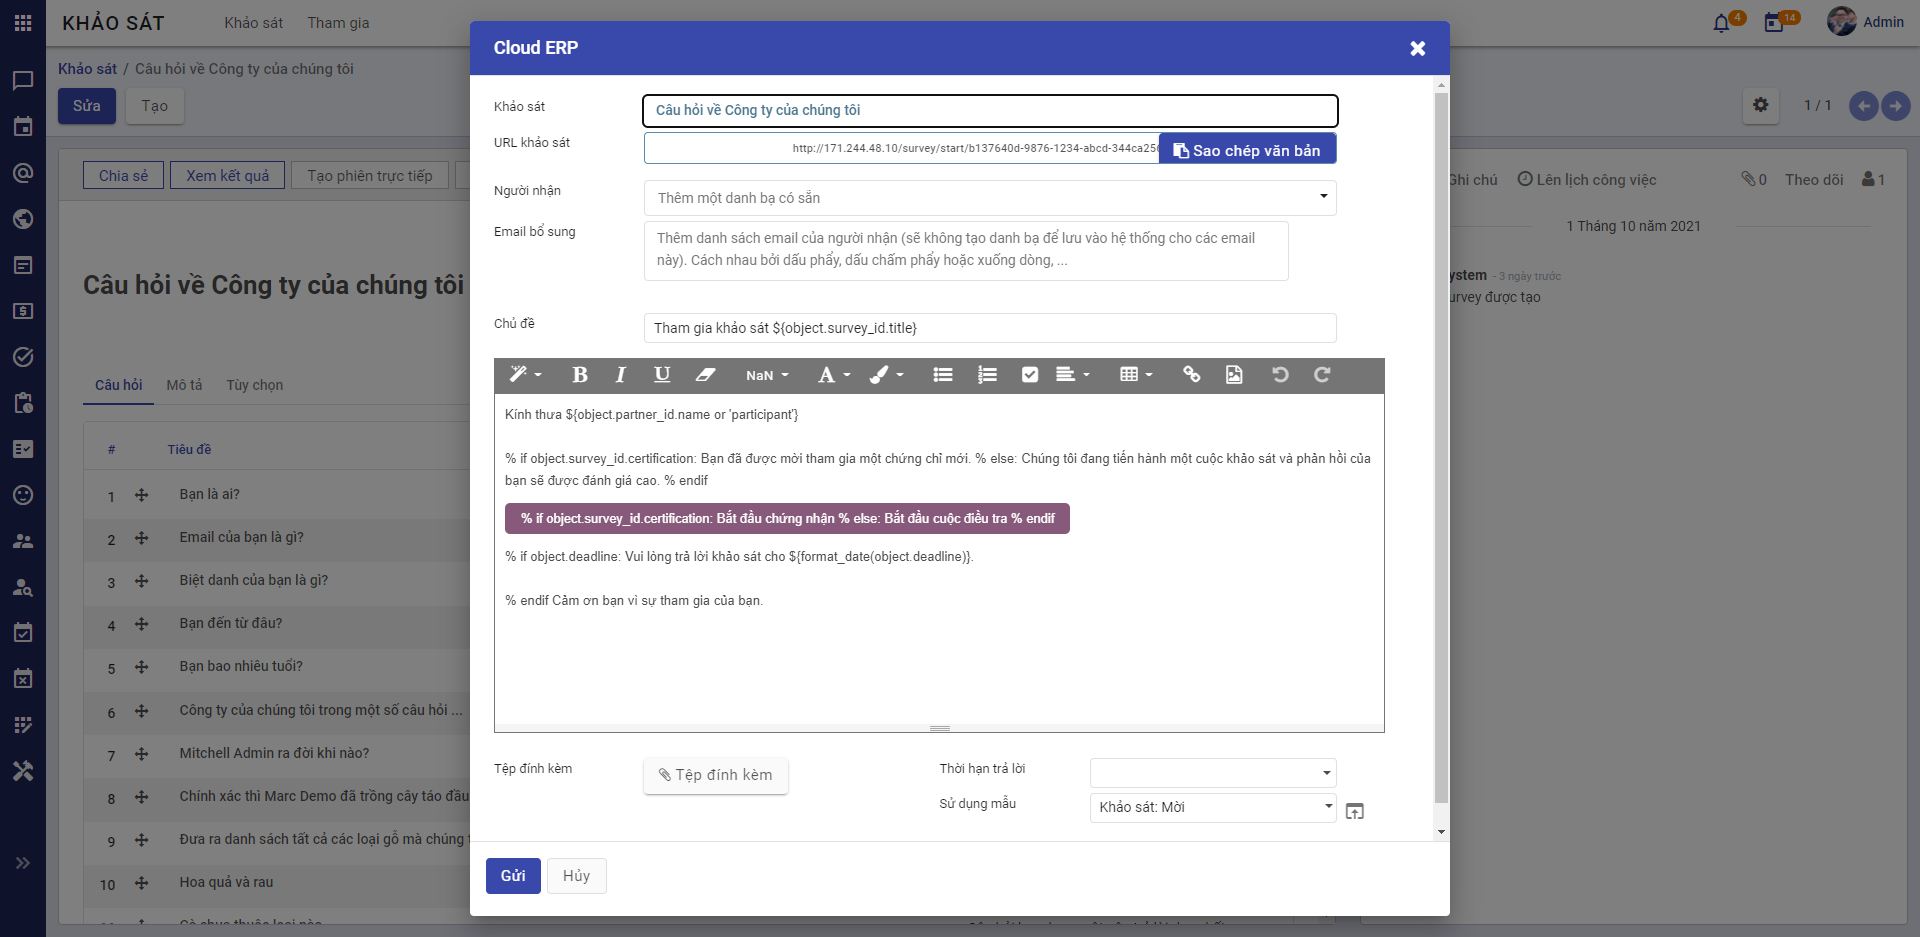 KHẢO SÁT
Khảo sát
Tham gia
4
14
Admin
Khảo sát / Câu hỏi về Công ty của chúng tôi
Sửa
Tạo
1 / 1
Chia sẻ
Xem kết quả
Tạo phiên trực tiếp
Câu hỏi về Công ty của chúng tôi
Câu hỏi
Mô tả
Tùy chọn
# Tiêu đề
1 Bạn là ai?
2 Email của bạn là gì?
3 Biệt danh của bạn là gì?
4 Bạn đến từ đâu?
5 Bạn bao nhiêu tuổi?
6 Công ty của chúng tôi trong một số câu hỏi ...
7 Mitchell Admin ra đời khi nào?
8 Chính xác thì Marc Demo đã trồng cây táo đầu
9 Đưa ra danh sách tất cả các loại gỗ mà chúng
10 Hoa quả và rau
Cloud ERP
Khảo sát
Câu hỏi về Công ty của chúng tôi
URL khảo sát
http://171.244.48.10/survey/start/b137640d-9876-1234-abcd-344ca256
Sao chép văn bản
Người nhận
Thêm một danh bạ có sẵn
Email bổ sung
Thêm danh sách email của người nhận (sẽ không tạo danh bạ để lưu vào hệ thống cho các email
này). Cách nhau bởi dấu phẩy, dấu chấm phẩy hoặc xuống dòng, ...
Chủ đề
Tham gia khảo sát ${object.survey_id.title}
B I U NaN A
Kính thưa ${object.partner_id.name or 'participant'}
% if object.survey_id.certification: Bạn đã được mời tham gia một chứng chỉ mới. % else: Chúng tôi đang tiến hành một cuộc khảo sát và phản hồi của
bạn sẽ được đánh giá cao. % endif
% if object.survey_id.certification: Bắt đầu chứng nhận % else: Bắt đầu cuộc điều tra % endif
% if object.deadline: Vui lòng trả lời khảo sát cho ${format_date(object.deadline)}.
% endif Cảm ơn bạn vì sự tham gia của bạn.
Tệp đính kèm
Tệp đính kèm
Thời hạn trả lời
Sử dụng mẫu
Khảo sát: Mời
Gửi
Hủy
Ghi chú
Lên lịch công việc
0
Theo dõi
1
1 Tháng 10 năm 2021
ystem - 3 ngày trước
urvey được tạo